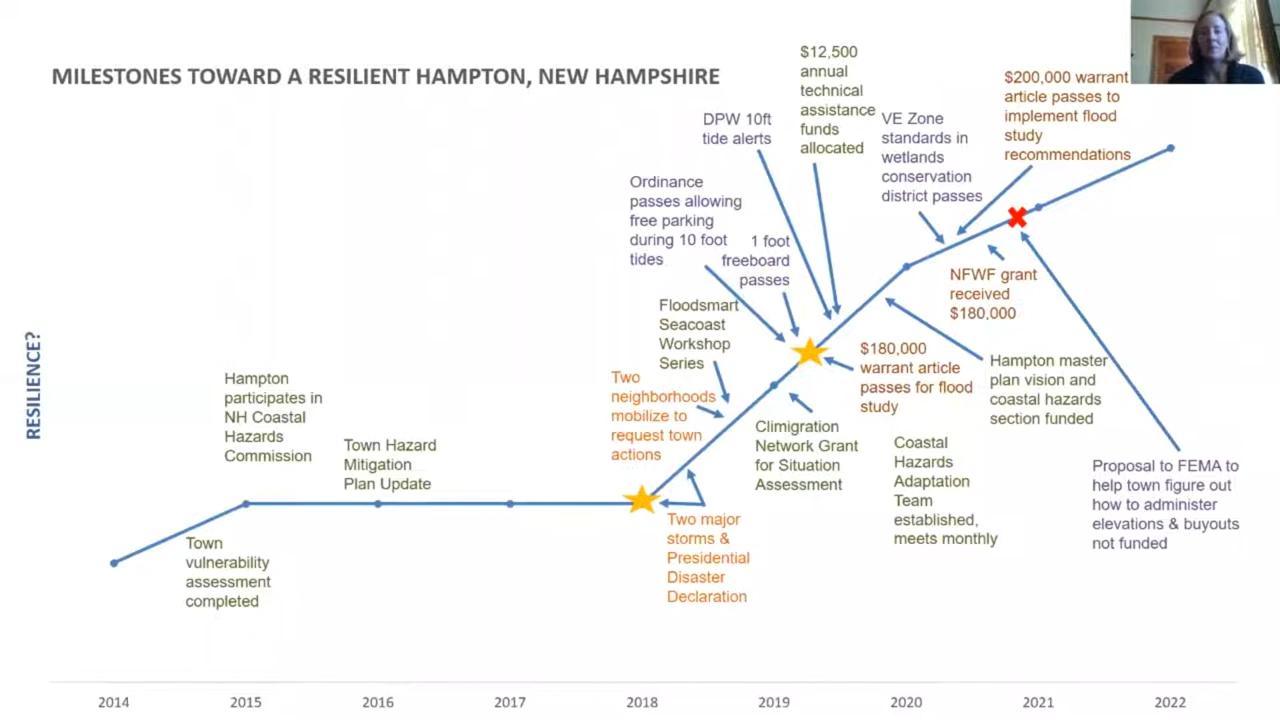 MILESTONES TOWARD A RESILIENT HAMPTON, NEW HAMPSHIRE
RESILIENCE?
Town
vulnerability
assessment
completed
Hampton
participates in
NH Coastal
Hazards
Commission
Town Hazard
Mitigation
Plan Update
Two major
storms &
Presidential
Disaster
Declaration
Two
neighborhoods
mobilize to
request town
actions
Floodsmart
Seacoast
Workshop
Series
Climigration
Network Grant
for Situation
Assessment
Ordinance
passes allowing
free parking
during 10 foot
tides
1 foot
freeboard
passes
DPW 10ft
tide alerts
$12,500
annual
technical
assistance
funds
allocated
$180,000
warrant article
passes for flood
study
Coastal
Hazards
Adaptation
Team
established,
meets monthly
Hampton master
plan vision and
coastal hazards
section funded
VE Zone
standards in
wetlands
conservation
district passes
$200,000 warrant
article passes to
implement flood
study
recommendations
NFWF grant
received
$180,000
Proposal to FEMA to
help town figure out
how to administer
elevations & buyouts
not funded
2014 2015 2016 2017 2018 2019 2020 2021 2022